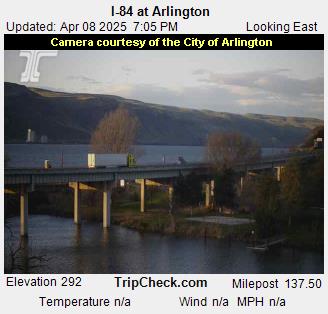 I-84 at Arlington
Updated: Apr 08 2025 7:05 PM Looking East
Camera courtesy of the City of Arlington
Elevation 292 TripCheck.com Milepost 137.50
Temperature n/a Wind n/a MPH n/a